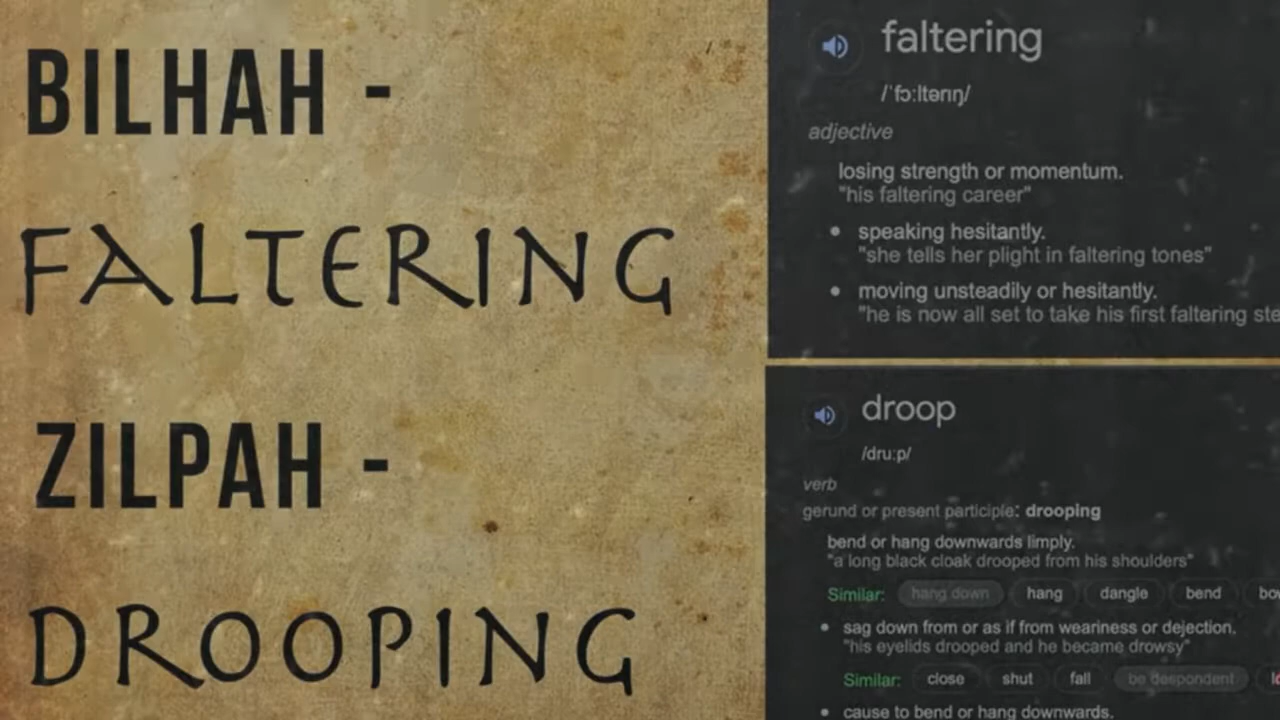 BILHAH -
FALTERING
ZILPAH -
DROOPING
faltering
/ˈfɔːltərɪŋ/
adjective
losing strength or momentum.
"his faltering career"
• speaking hesitantly.
"she tells her plight in faltering tones"
• moving unsteadily or hesitantly.
"he is now all set to take his first faltering
droop
/druːp/
verb
gerund or present participle: drooping
bend or hang downwards limply.
"a long black cloak drooped from his shoulders"
Similar: hang down hang dangle bend
• sag down from or as if from weariness or dejection.
"his eyelids drooped and he became drowsy"
Similar: close shut fall be despondent
• cause to bend or hang downwards.